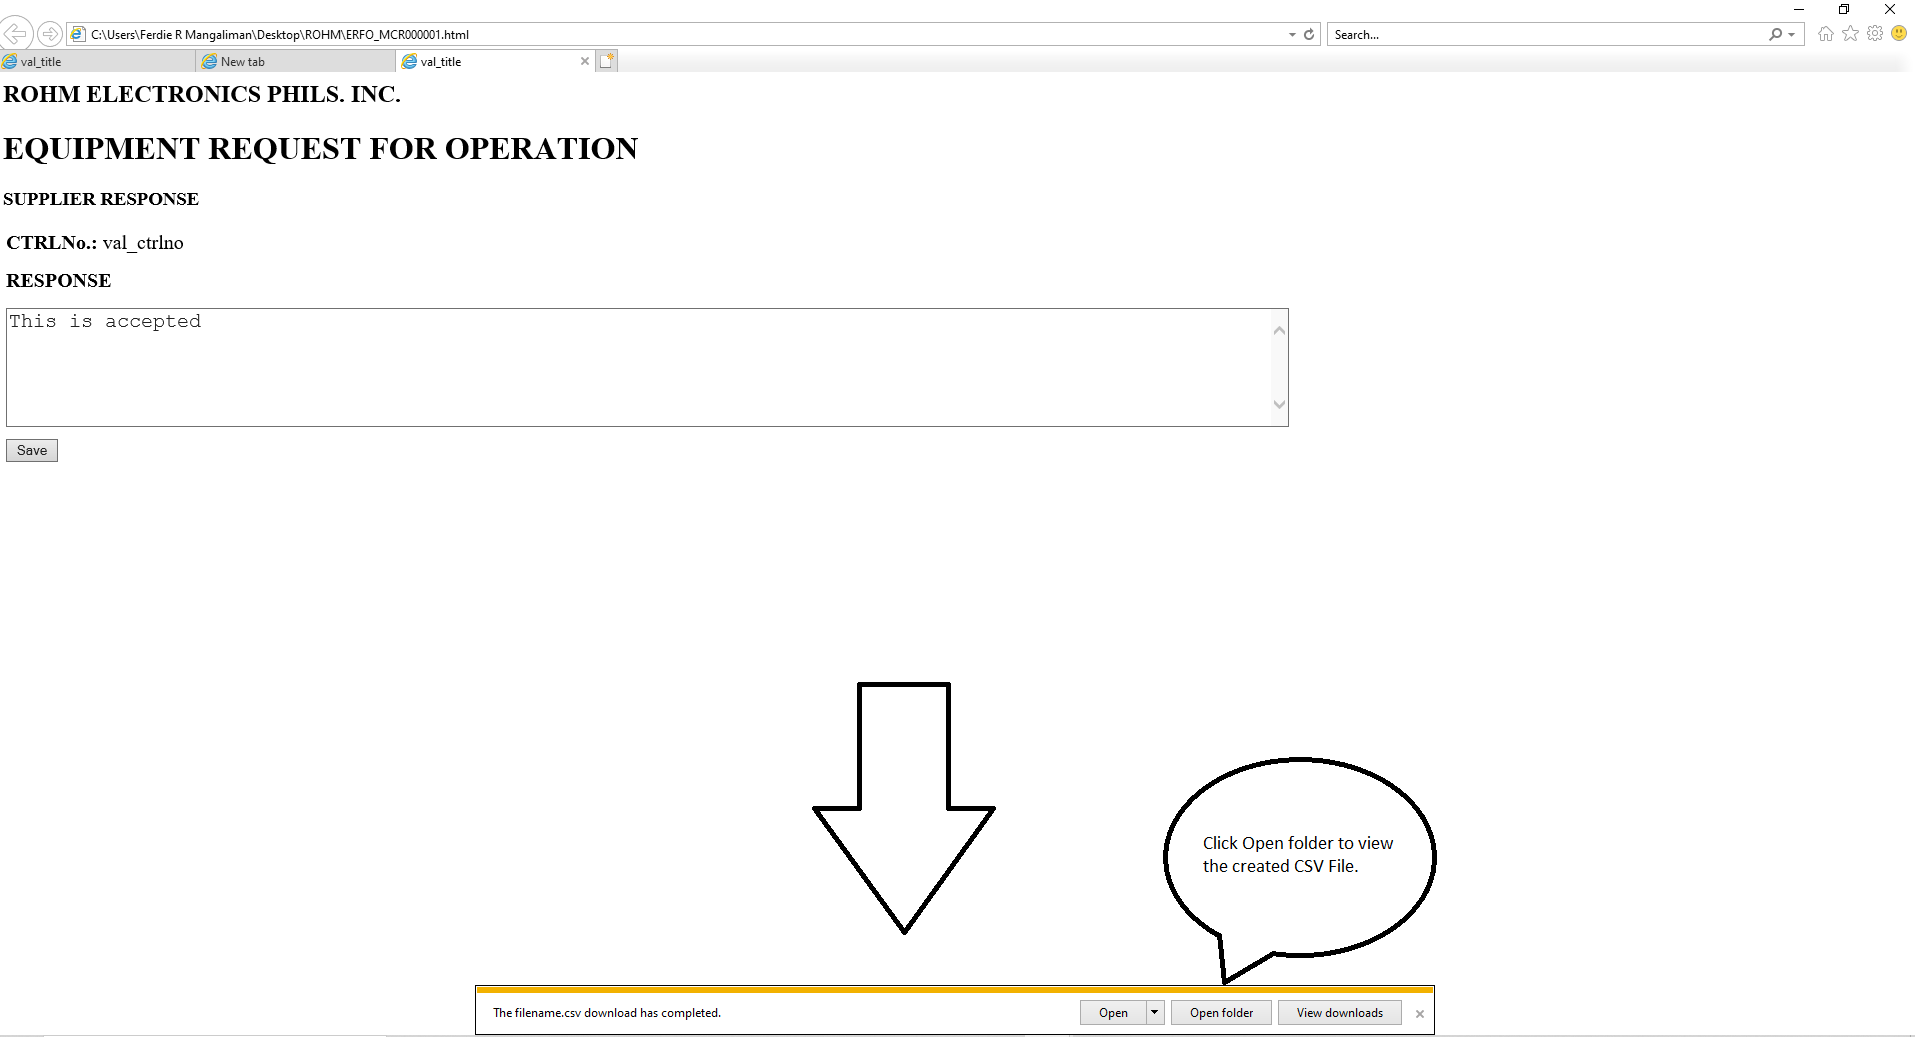 C:\Users\Ferdie R Mangaliman\Desktop\ROHM\ERFO_MCR000001.html
Search...
val_title
New tab
val_title
ROHM ELECTRONICS PHILS. INC.
EQUIPMENT REQUEST FOR OPERATION
SUPPLIER RESPONSE
CTRLNo.: val_ctrlno
RESPONSE
This is accepted
Save
Click Open folder to view
the created CSV File.
The filename.csv download has completed.
Open
Open folder
View downloads